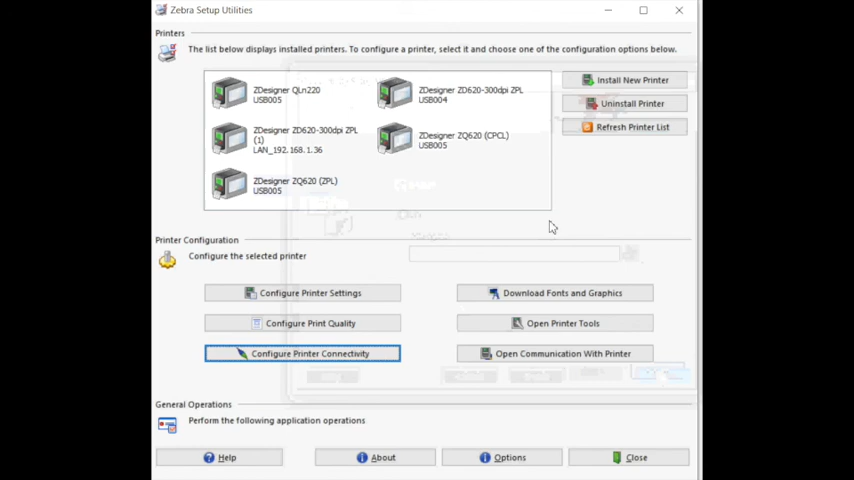 Zebra Setup Utilities
Printers
The list below displays installed printers. To configure a printer, select it and choose one of the configuration options below.
ZDesigner QLn220
USB005
ZDesigner ZD620-300dpi ZPL
USB004
ZDesigner ZD620-300dpi ZPL
(1)
LAN_192.168.1.36
ZDesigner ZQ620 (CPCL)
USB005
ZDesigner ZQ620 (ZPL)
USB005
Install New Printer
Uninstall Printer
Refresh Printer List
Printer Configuration
Configure the selected printer
Configure Printer Settings
Download Fonts and Graphics
Configure Print Quality
Open Printer Tools
Configure Printer Connectivity
Open Communication With Printer
General Operations
Perform the following application operations
Help
About
Options
Close